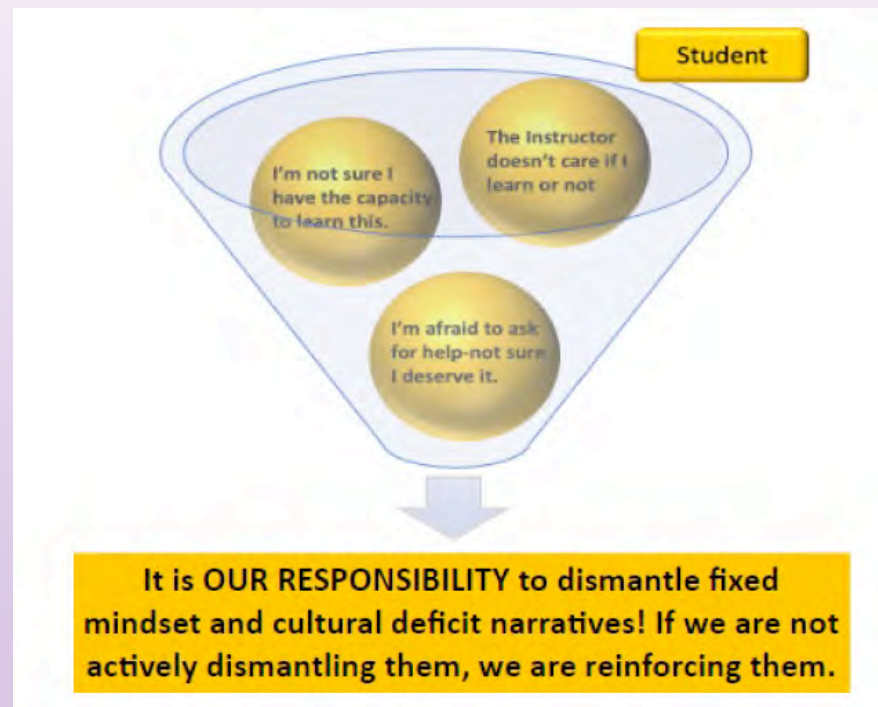 Student
I'm not sure I
have the capacity
to learn this.
The Instructor
doesn't care if I
learn or not
I'm afraid to ask
for help-not sure
I deserve it.
It is OUR RESPONSIBILITY to dismantle fixed
mindset and cultural deficit narratives! If we are not
actively dismantling them, we are reinforcing them.